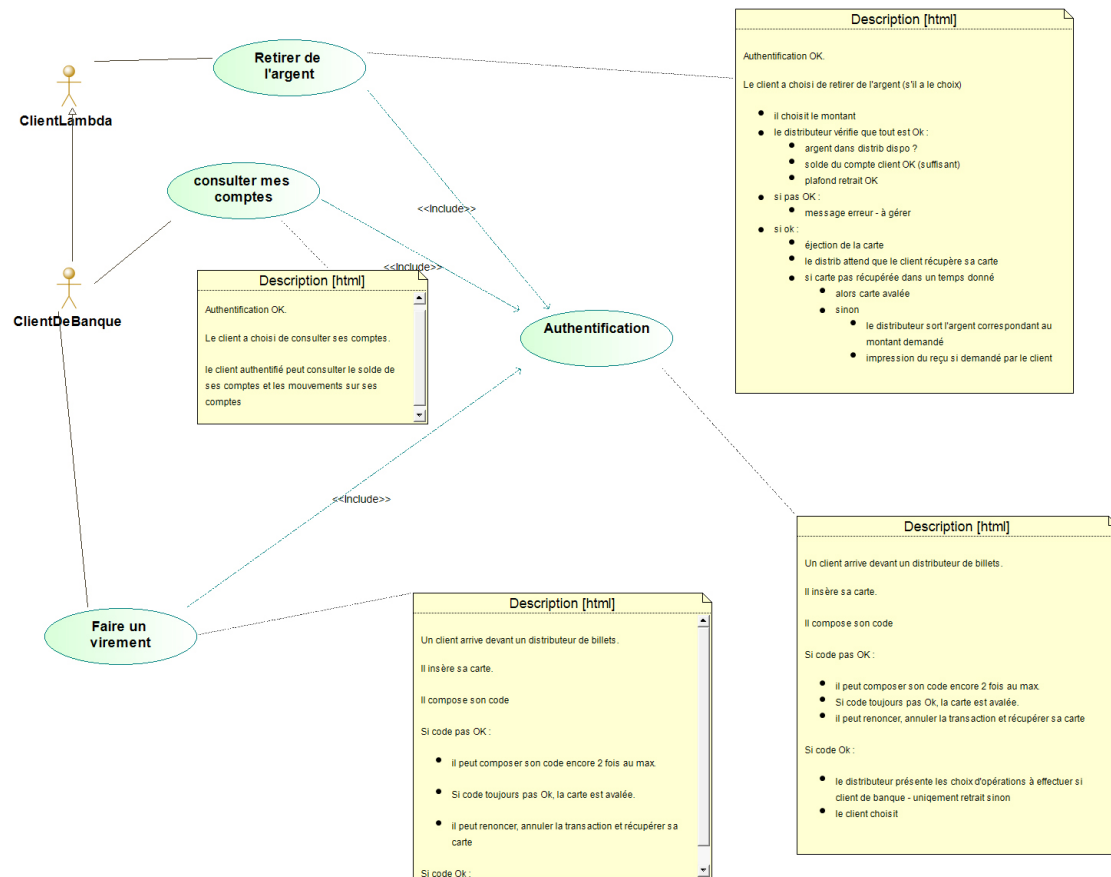 Description [html]
Authentification OK.
Le client a choisi de retirer de l'argent (s'il a le choix)
il choisit le montant
le distributeur vérifie que tout est Ok :
argent dans distrib dispo ?
solde du compte client OK (suffisant)
plafond retrait OK
si pas OK :
message erreur - à gérer
si ok :
éjection de la carte
le distrib attend que le client récupère sa carte
si carte pas récupérée dans un temps donné
alors carte avalée
sinon
le distributeur sort l'argent correspondant au
montant demandé
impression du reçu si demandé par le client
Retirer de
l'argent
ClientLambda
consulter mes
comptes
<<Include>>
<<Include>>
Description [html]
Authentification OK.
Le client a choisi de consulter ses comptes.
le client authentifié peut consulter le solde de
ses comptes et les mouvements sur ses
comptes
ClientDeBanque
Authentification
<<Include>>
Description [html]
Un client arrive devant un distributeur de billets.
Il insère sa carte.
Il compose son code
Si code pas OK :
il peut composer son code encore 2 fois au max.
Si code toujours pas Ok, la carte est avalée.
il peut renoncer, annuler la transaction et récupérer sa carte
Si code Ok :
le distributeur présente les choix d'opérations à effectuer si
client de banque - uniqement retrait sinon
le client choisit
Faire un
virement
Description [html]
Un client arrive devant un distributeur de billets.
Il insère sa carte.
Il compose son code
Si code pas OK :
il peut composer son code encore 2 fois au max.
Si code toujours pas Ok, la carte est avalée.
il peut renoncer, annuler la transaction et récupérer sa
carte
Si code Ok :